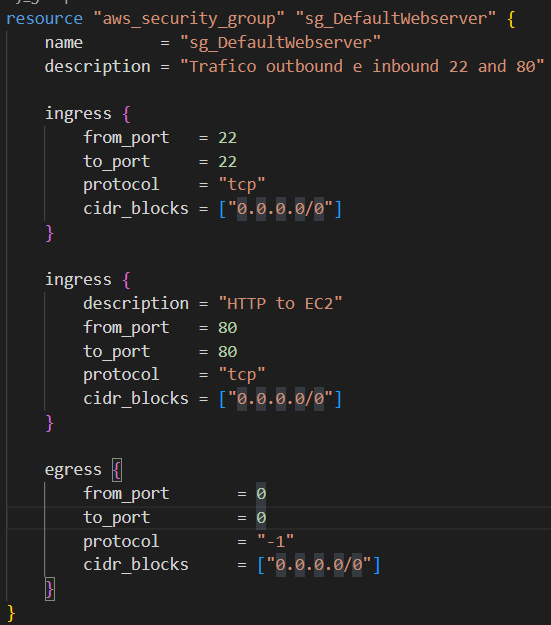 resource "aws_security_group" "sg_DefaultWebserver" {
    name        = "sg_DefaultWebserver"
    description = "Trafico outbound e inbound 22 and 80"

    ingress {
        from_port   = 22
        to_port     = 22
        protocol    = "tcp"
        cidr_blocks = ["0.0.0.0/0"]
    }

    ingress {
        description = "HTTP to EC2"
        from_port   = 80
        to_port     = 80
        protocol    = "tcp"
        cidr_blocks = ["0.0.0.0/0"]
    }

    egress {
        from_port       = 0
        to_port         = 0
        protocol        = "-1"
        cidr_blocks     = ["0.0.0.0/0"]
    }
}